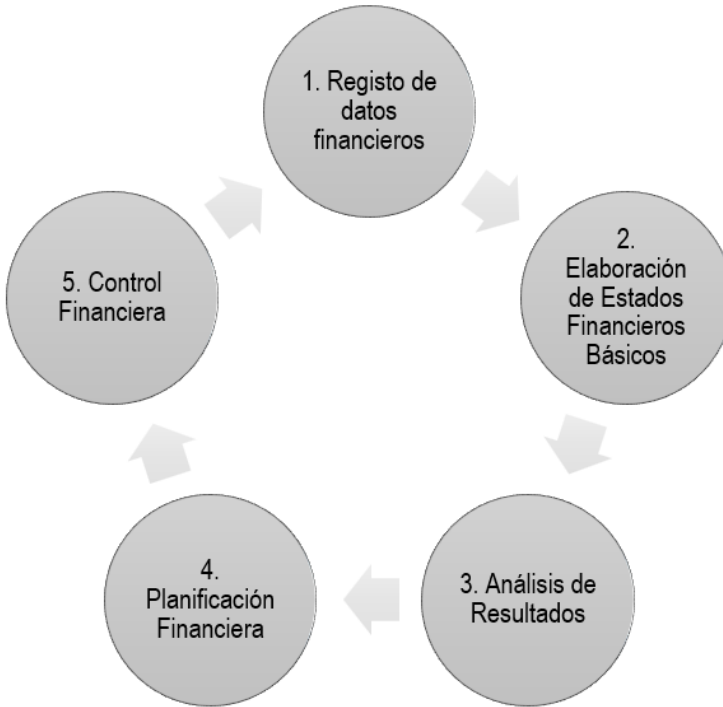 1. Registo de
datos
financieros
2.
Elaboración
de Estados
Financieros
Básicos
3. Análisis de
Resultados
4.
Planificación
Financiera
5. Control
Financiera